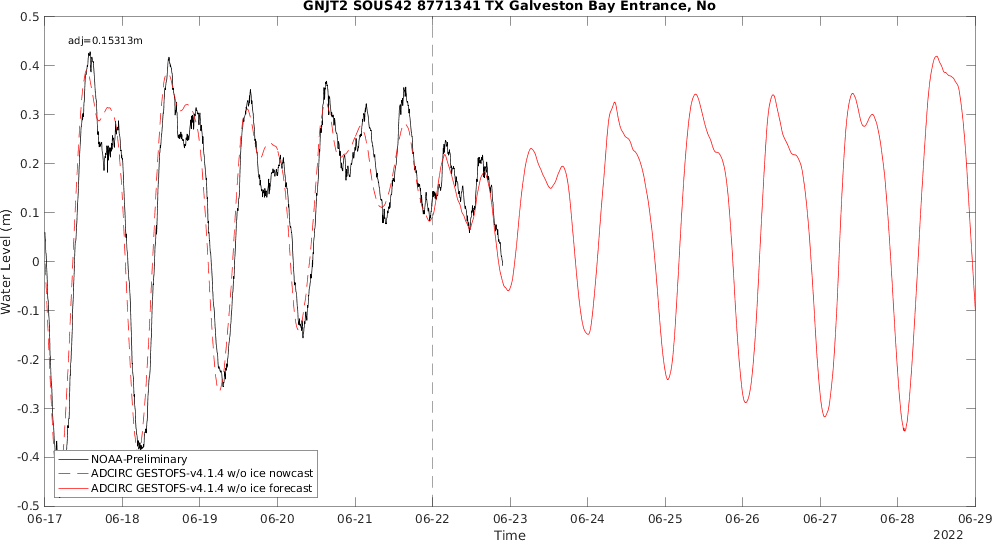 GNJT2 SOUS42 8771341 TX Galveston Bay Entrance, No
adj=0.15313m
Water Level (m)
0.5
0.4
0.3
0.2
0.1
0
-0.1
-0.2
-0.3
-0.4
-0.5
NOAA-Preliminary
ADCIRC GESTOFS-v4.1.4 w/o ice nowcast
ADCIRC GESTOFS-v4.1.4 w/o ice forecast
06-17 06-18 06-19 06-20 06-21 06-22 06-23 06-24 06-25 06-26 06-27 06-28 06-29
Time
2022